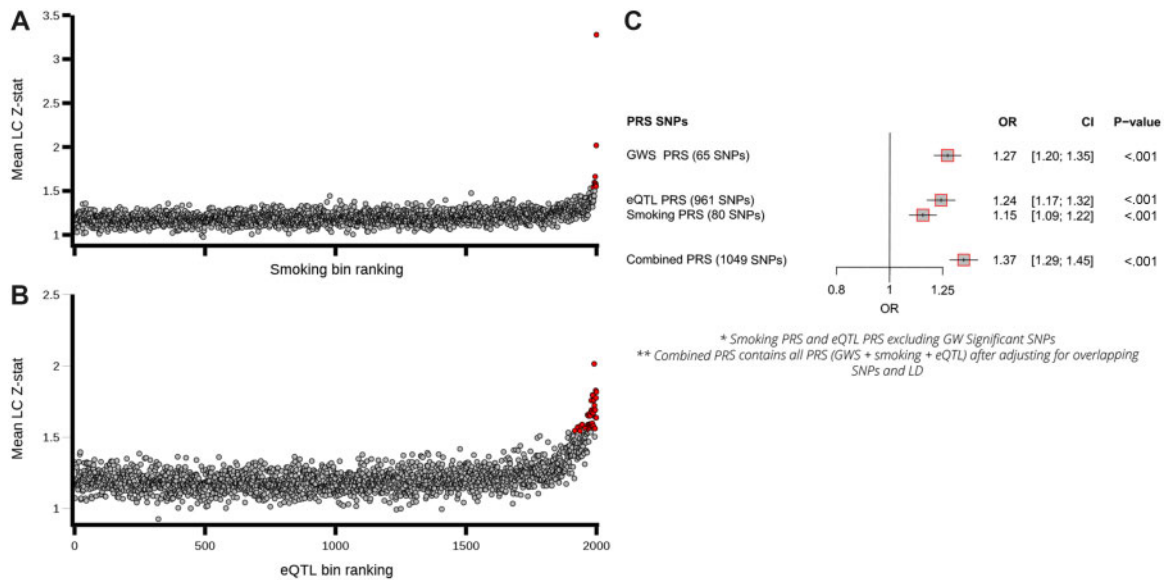 A
3.5
3
2.5
2
1.5
1
Mean LC Z-stat
Smoking bin ranking
B
2.5
2
1.5
1
Mean LC Z-stat
0 500 1000 1500 2000
eQTL bin ranking
C
PRS SNPs OR CI P−value
GWS PRS (65 SNPs) 1.27 [1.20; 1.35] <.001
eQTL PRS (961 SNPs) 1.24 [1.17; 1.32] <.001
Smoking PRS (80 SNPs) 1.15 [1.09; 1.22] <.001
Combined PRS (1049 SNPs) 1.37 [1.29; 1.45] <.001
0.8 1 1.25
OR
* Smoking PRS and eQTL PRS excluding GW Significant SNPs
** Combined PRS contains all PRS (GWS + smoking + eQTL) after adjusting for overlapping
SNPs and LD